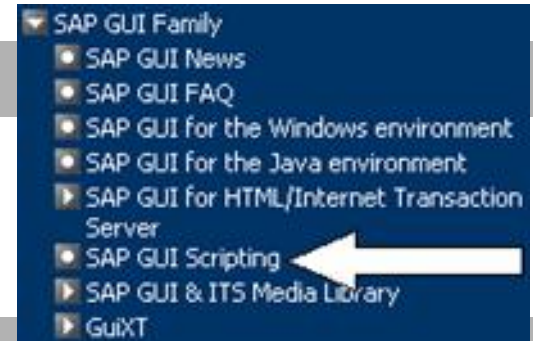 SAP GUI Family
SAP GUI News
SAP GUI FAQ
SAP GUI for the Windows environment
SAP GUI for the Java environment
SAP GUI for HTML/Internet Transaction
Server
SAP GUI Scripting
SAP GUI & ITS Media Library
GuiXT